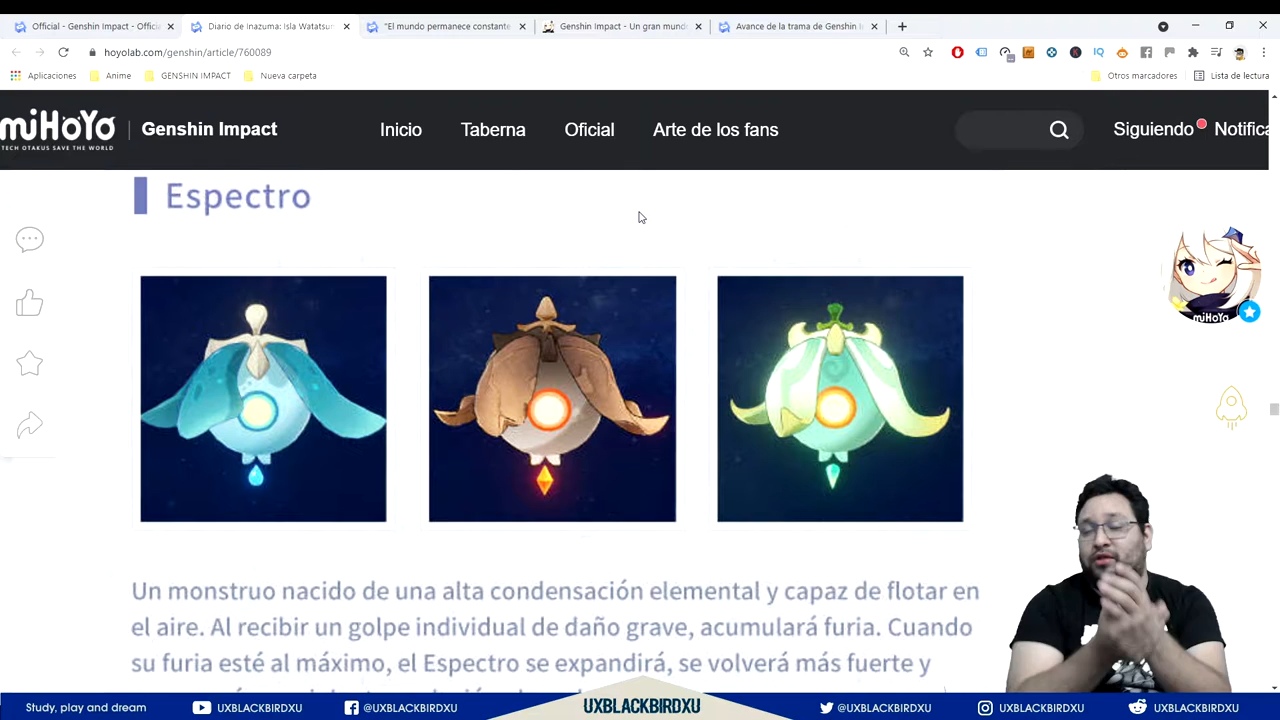 Official - Genshin Impact - Officia
Diario de Inazuma: Isla Watatsum
"El mundo permanece constante
Genshin Impact - Un gran mundo
Avance de la trama de Genshin I
hoyolab.com/genshin/article/760089
Aplicaciones
Anime
GENSHIN IMPACT
Nueva carpeta
Otros marcadores
Lista de lectura
miHoYo
TECH OTAKUS SAVE THE WORLD
Genshin Impact
Inicio
Taberna
Oficial
Arte de los fans
Siguiendo
Notifica
Espectro
miHoYo
Un monstruo nacido de una alta condensación elemental y capaz de flotar en
el aire. Al recibir un golpe individual de daño grave, acumulará furia. Cuando
su furia esté al máximo, el Espectro se expandirá, se volverá más fuerte y
Study, play and dream
UXBLACKBIRDXU
@UXBLACKBIRDXU
UXBLACKBIRDXU
@UXBLACKBIRDXU
UXBLACKBIRDXU
UXBLACKBIRDXU